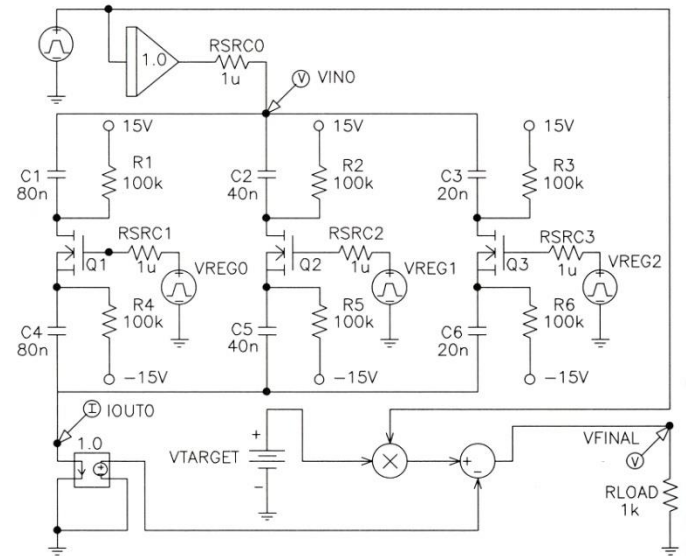 1.0
RSRC0
1u
V VIN0
15V
15V
15V
C1
80n
R1
100k
C2
40n
R2
100k
C3
20n
R3
100k
RSRC1
1u
Q1
VREG0
RSRC2
1u
Q2
VREG1
RSRC3
1u
Q3
VREG2
C4
80n
R4
100k
C5
40n
R5
100k
C6
20n
R6
100k
-15V
-15V
-15V
I IOUT0
1.0
VTARGET
+
-
×
+
-
VFINAL
V
RLOAD
1k